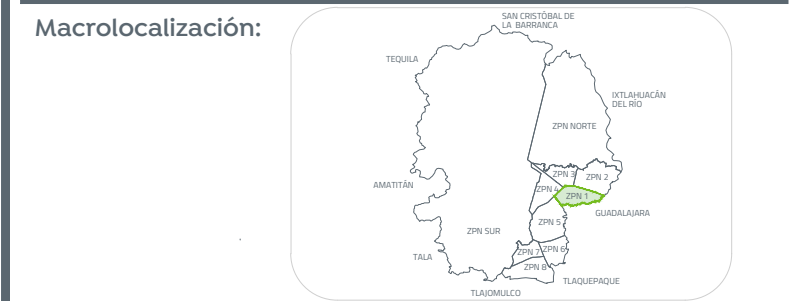 Macrolocalización:
SAN CRISTÓBAL DE
LA BARRANCA
TEQUILA
IXTLAHUACÁN
DEL RÍO
ZPN NORTE
ZPN 3
ZPN 2
AMATITÁN
ZPN 4
ZPN 1
GUADALAJARA
ZPN 5
ZPN SUR
ZPN 7
ZPN 6
TALA
ZPN 8
TLAQUEPAQUE
TLAJOMULCO